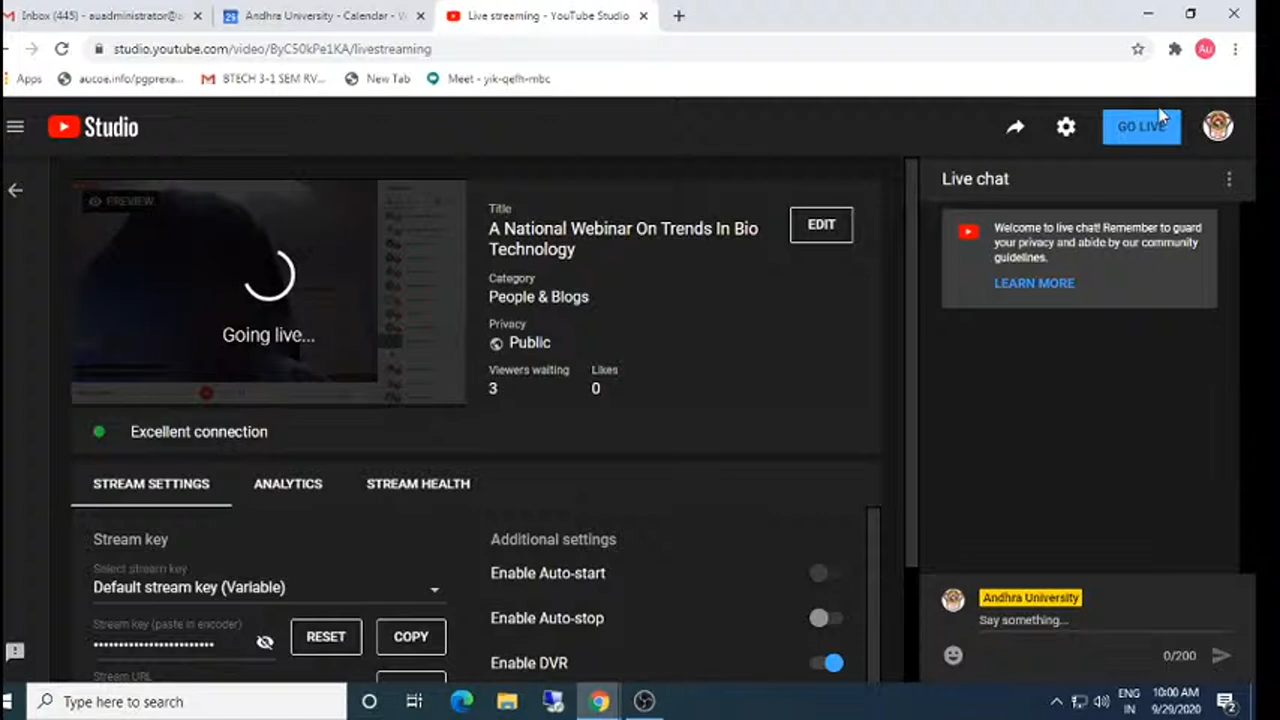 Inbox (445) - auadministrator@a
Andhra University - Calendar - W
Live streaming - YouTube Studio
studio.youtube.com/video/ByC50kPe1KA/livestreaming
Apps
aucoe.info/pgprexa...
BTECH 3-1 SEM RV...
New Tab
Meet - yik-qefh-mbc
Au
Studio
GO LIVE
PREVIEW
Going live...
Title
A National Webinar On Trends In Bio
Technology
EDIT
Category
People & Blogs
Privacy
Public
Viewers waiting
Likes
3
0
Excellent connection
STREAM SETTINGS
ANALYTICS
STREAM HEALTH
Stream key
Select stream key
Default stream key (Variable)
Stream key (paste in encoder)
RESET
COPY
Stream URL
Additional settings
Enable Auto-start
Enable Auto-stop
Enable DVR
Live chat
Welcome to live chat! Remember to guard
your privacy and abide by our community
guidelines.
LEARN MORE
Andhra University
Say something...
0/200
Type here to search
ENG
IN
10:00 AM
9/29/2020
2